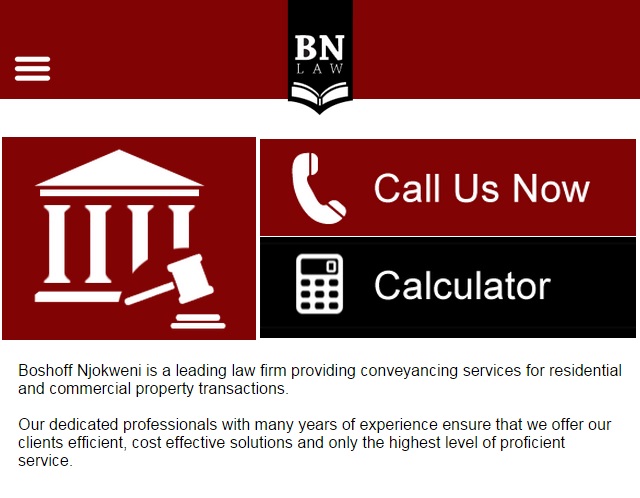 BN
LAW
Call Us Now
Calculator
Boshoff Njokweni is a leading law firm providing conveyancing services for residential
and commercial property transactions.
Our dedicated professionals with many years of experience ensure that we offer our
clients efficient, cost effective solutions and only the highest level of proficient
service.